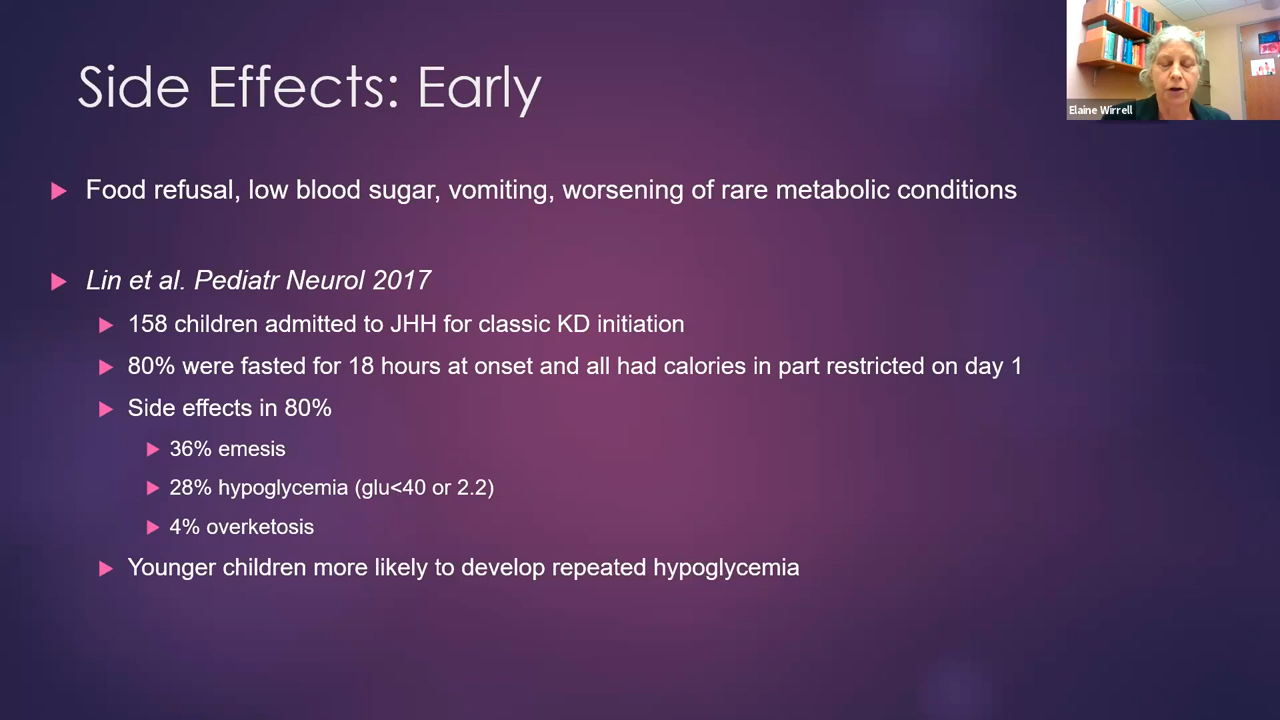 Side Effects: Early
Elaine Wirrell
Food refusal, low blood sugar, vomiting, worsening of rare metabolic conditions
Lin et al. Pediatr Neurol 2017
158 children admitted to JHH for classic KD initiation
80% were fasted for 18 hours at onset and all had calories in part restricted on day 1
Side effects in 80%
36% emesis
28% hypoglycemia (glu<40 or 2.2)
4% overketosis
Younger children more likely to develop repeated hypoglycemia